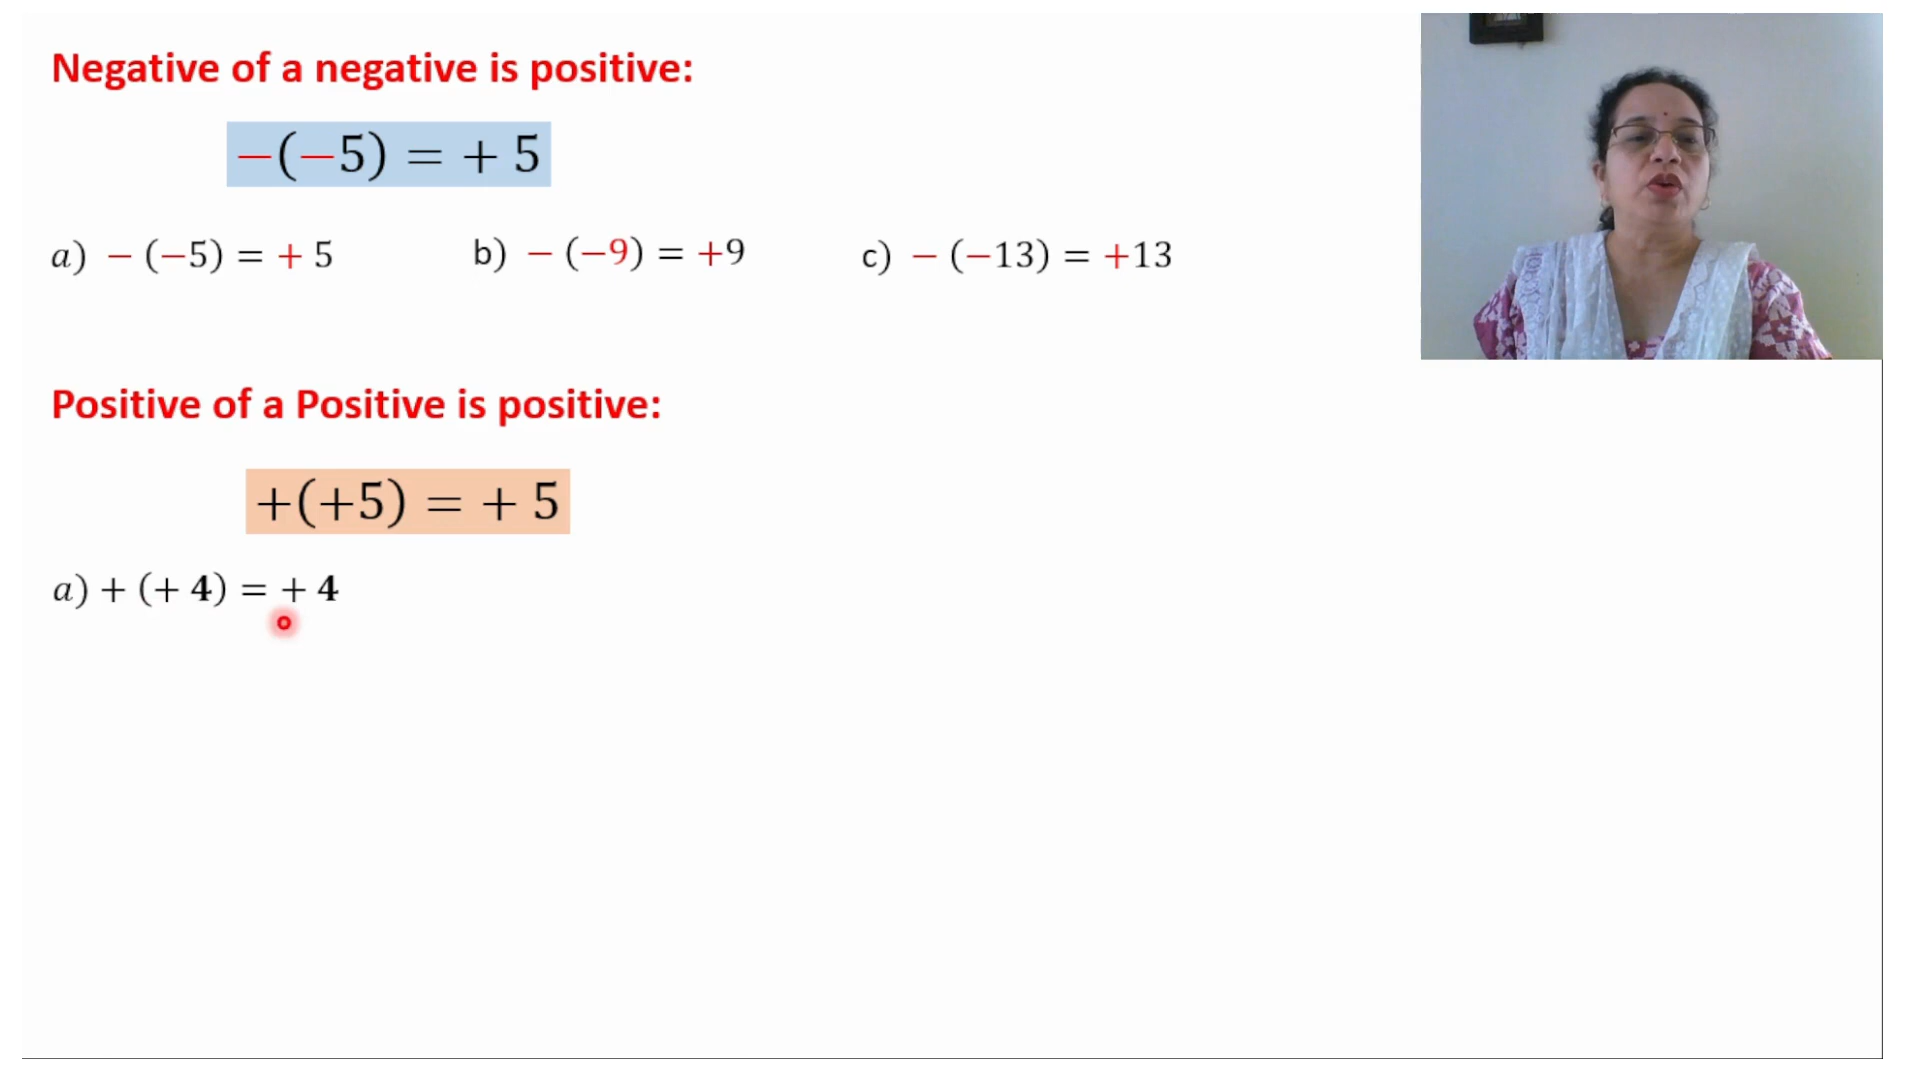 Negative of a negative is positive:
−(−5) = + 5
a) − (−5) = + 5 b) − (−9) = +9 c) − (−13) = +13
Positive of a Positive is positive:
+(+5) = + 5
a) + (+ 4) = + 4